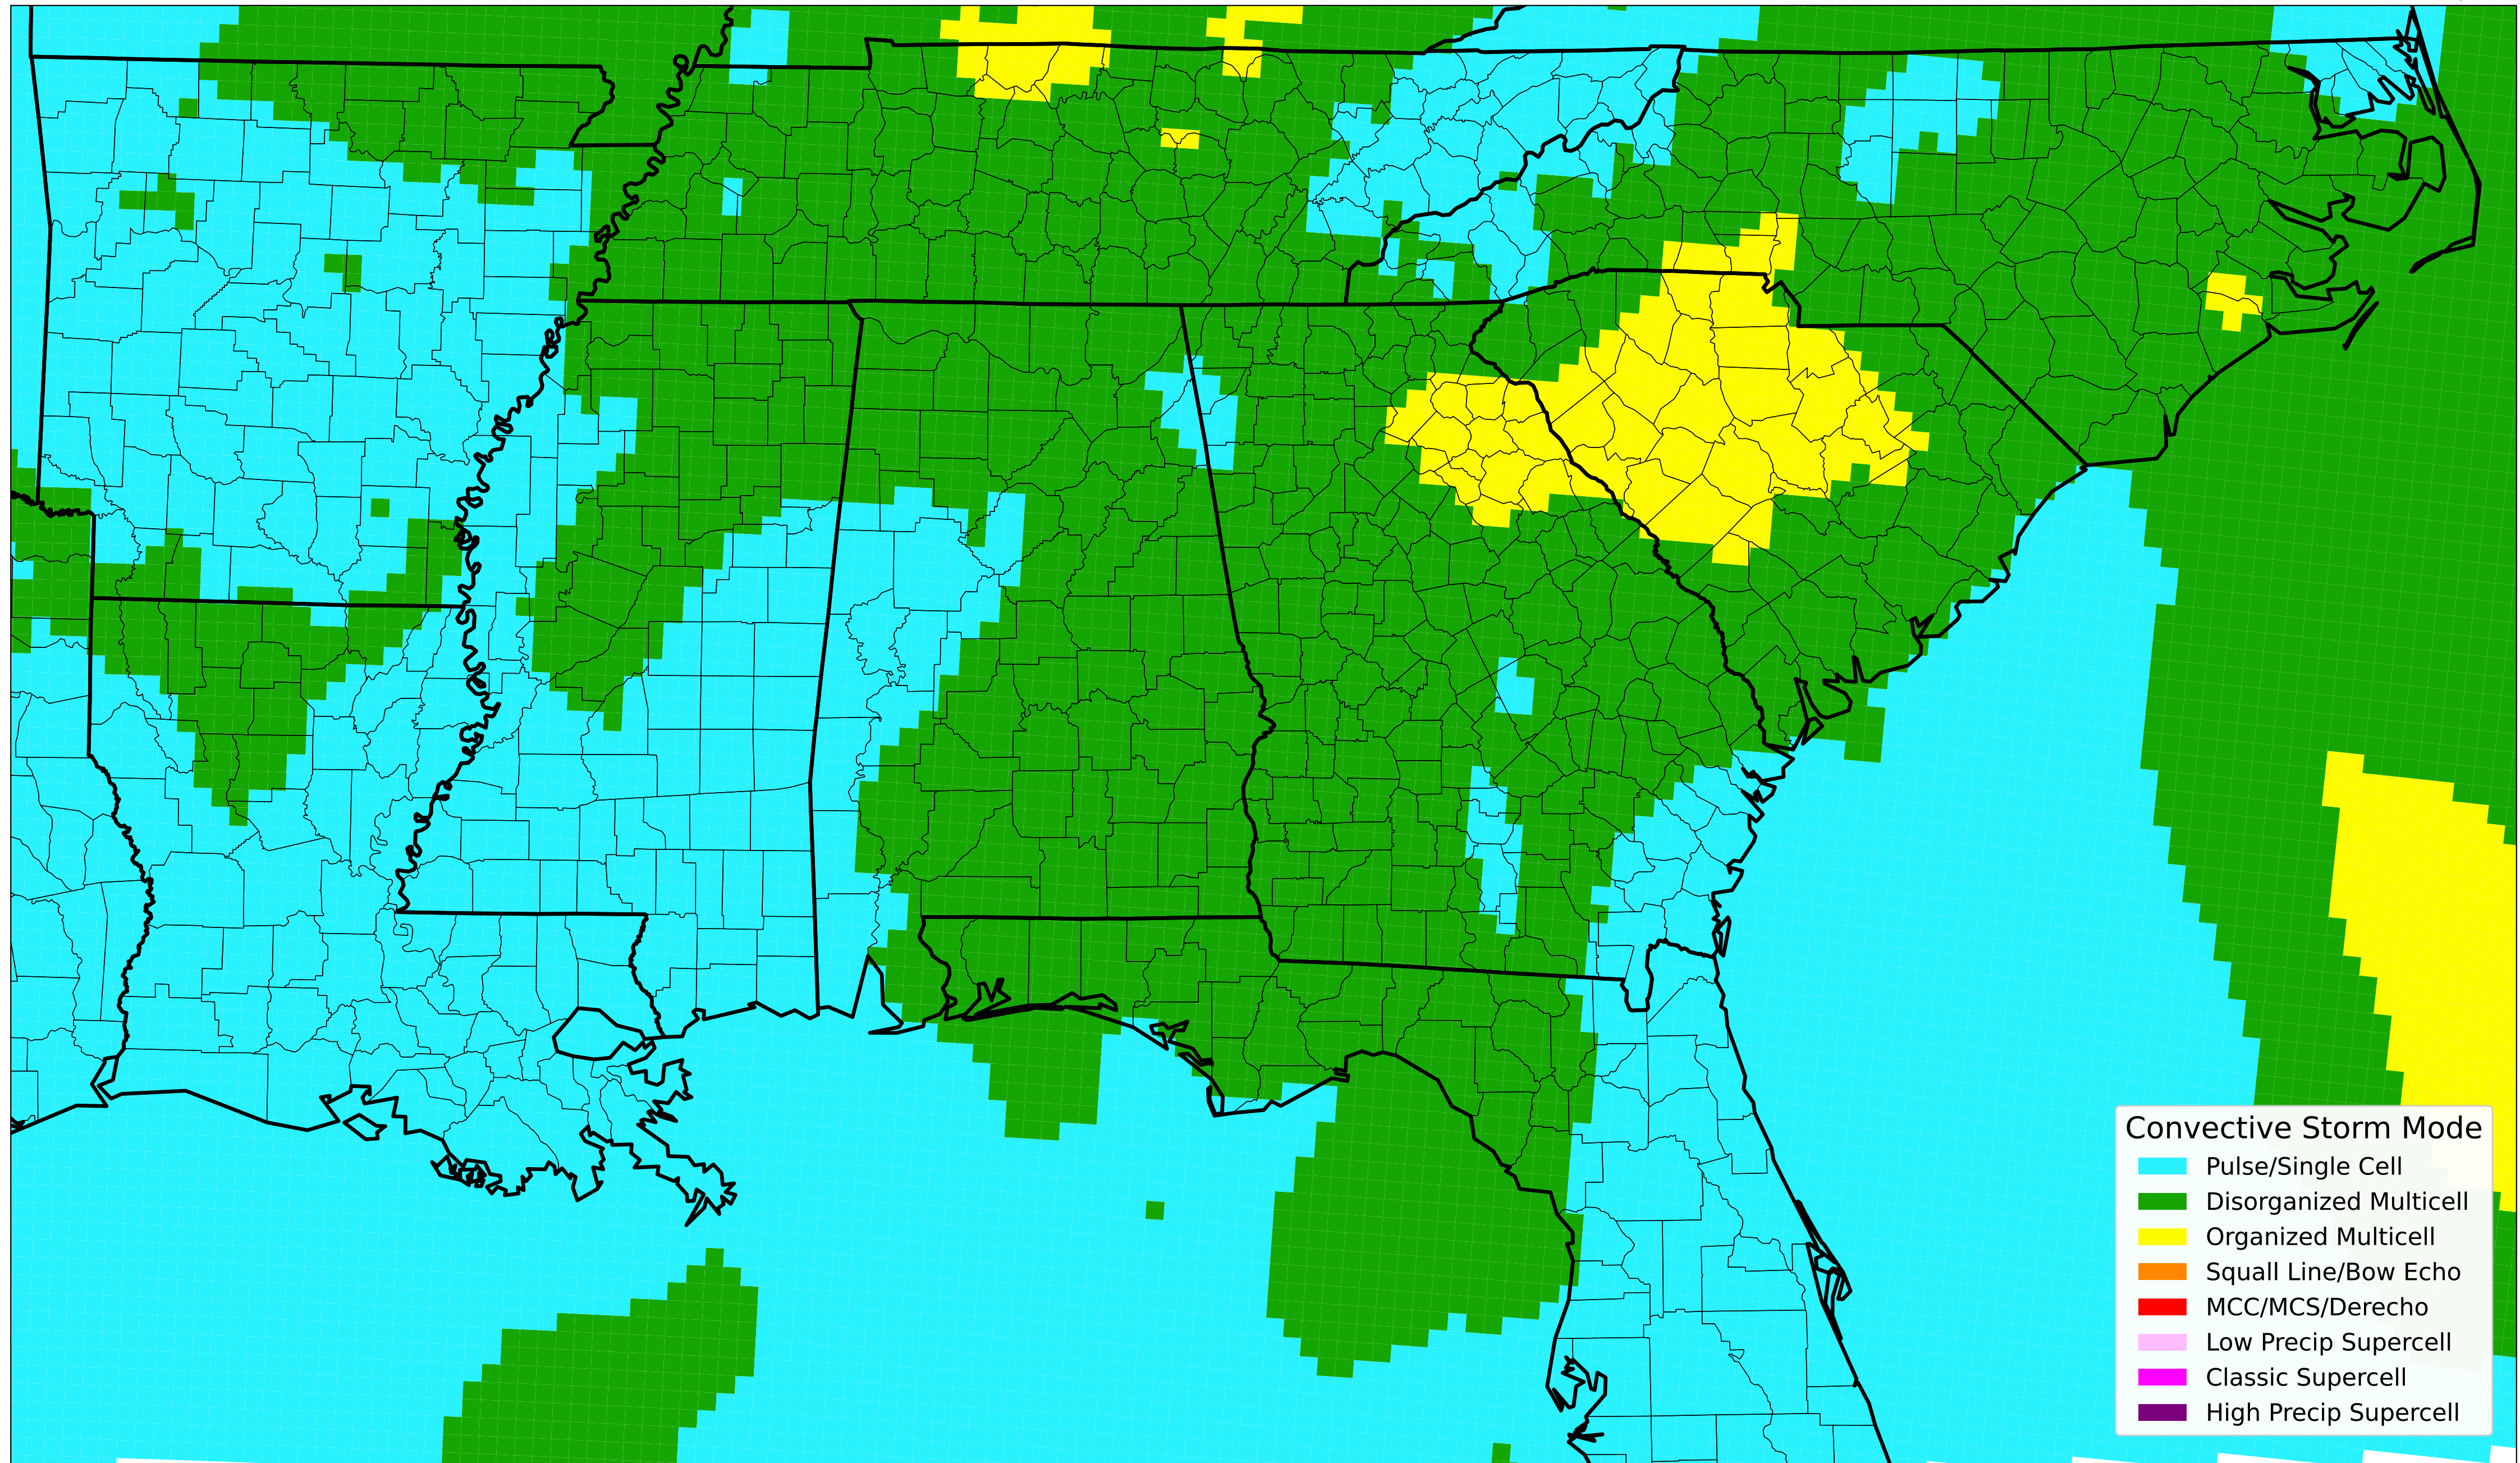 Convective Storm Mode
Pulse/Single Cell
Disorganized Multicell
Organized Multicell
Squall Line/Bow Echo
MCC/MCS/Derecho
Low Precip Supercell
Classic Supercell
High Precip Supercell